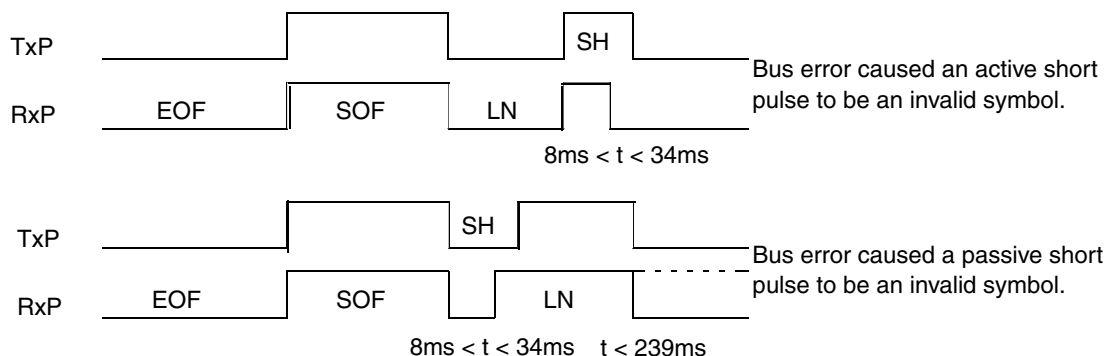 TxP
SH
Bus error caused an active short
pulse to be an invalid symbol.
RxP
EOF
SOF
LN
8ms < t < 34ms
TxP
SH
Bus error caused a passive short
pulse to be an invalid symbol.
RxP
EOF
SOF
LN
8ms < t < 34ms t < 239ms